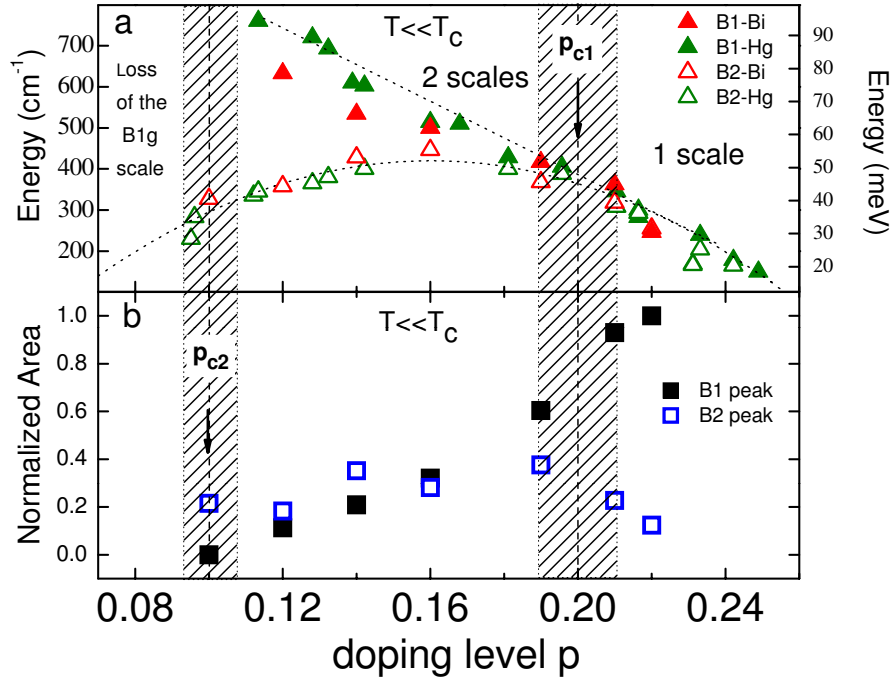 a
T<<Tc
pc1
B1-Bi
B1-Hg
B2-Bi
B2-Hg
Loss
of the
B1g
scale
2 scales
1 scale
Energy (cm-1)
700
600
500
400
300
200
Energy (meV)
90
80
70
60
50
40
30
20
b
T<<Tc
pc2
B1 peak
B2 peak
Normalized Area
1.0
0.8
0.6
0.4
0.2
0.0
0.08 0.12 0.16 0.20 0.24
doping level p